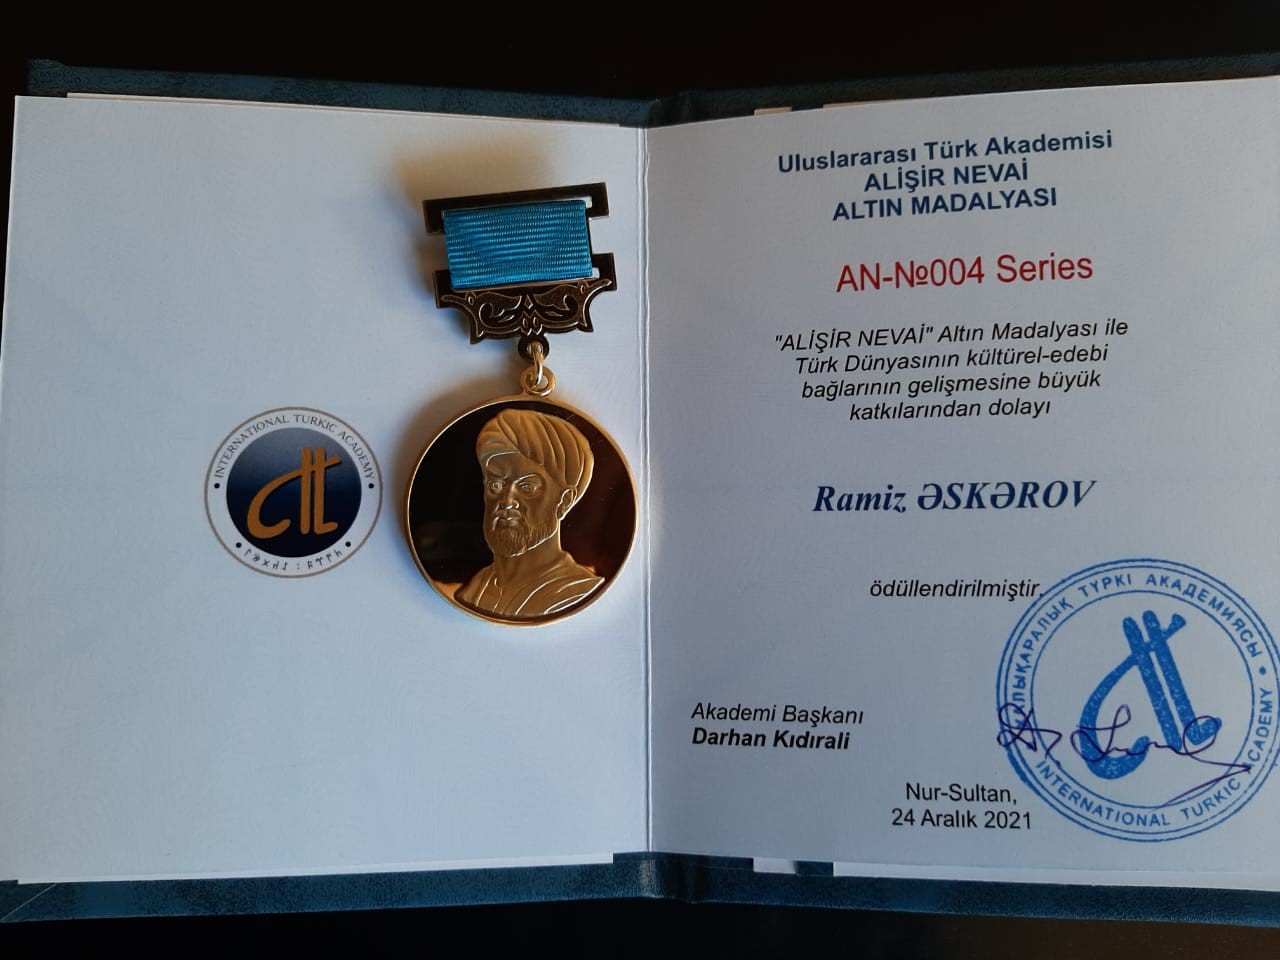 INTERNATIONAL TURKIC ACADEMY
Uluslararası Türk Akademisi
ALİŞİR NEVAİ
ALTIN MADALYASI
AN-№004 Series
"ALİŞİR NEVAİ" Altın Madalyası ile
Türk Dünyasının kültürel-edebi
bağlarının gelişmesine büyük
katkılarından dolayı
Ramiz ƏSKƏROV
ödüllendirilmiştir.
Akademi Başkanı
Darhan Kıdırali
Nur-Sultan,
24 Aralık 2021
ТҮРКІ АКАДЕМИЯСЫ
INTERNATIONAL TURKIC ACADEMY